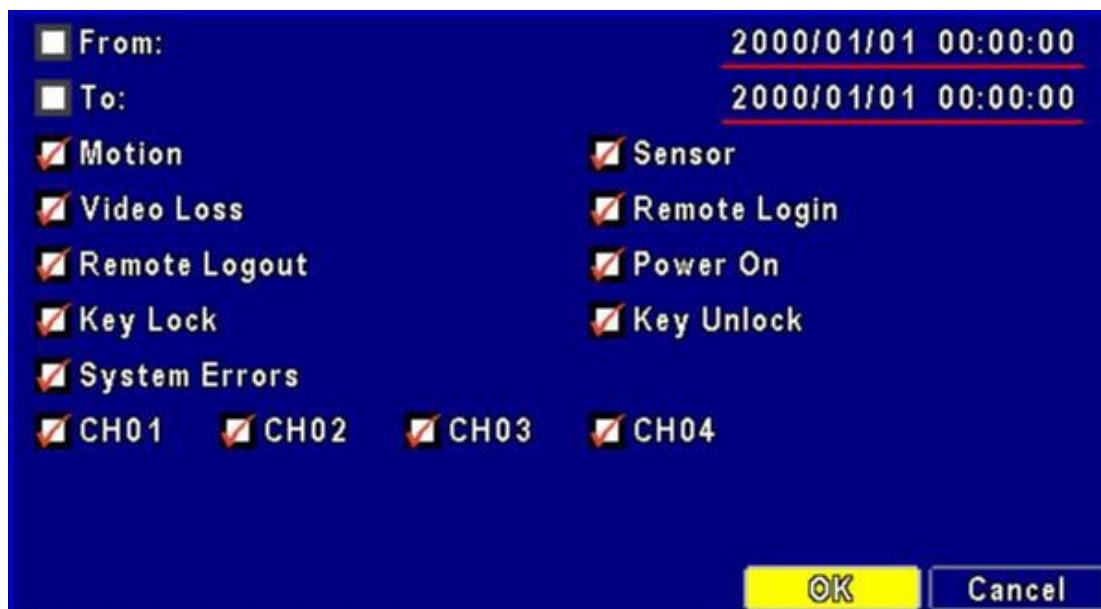 From: 2000/01/01 00:00:00
To: 2000/01/01 00:00:00
Motion Sensor
Video Loss Remote Login
Remote Logout Power On
Key Lock Key Unlock
System Errors
CH01 CH02 CH03 CH04
OK Cancel